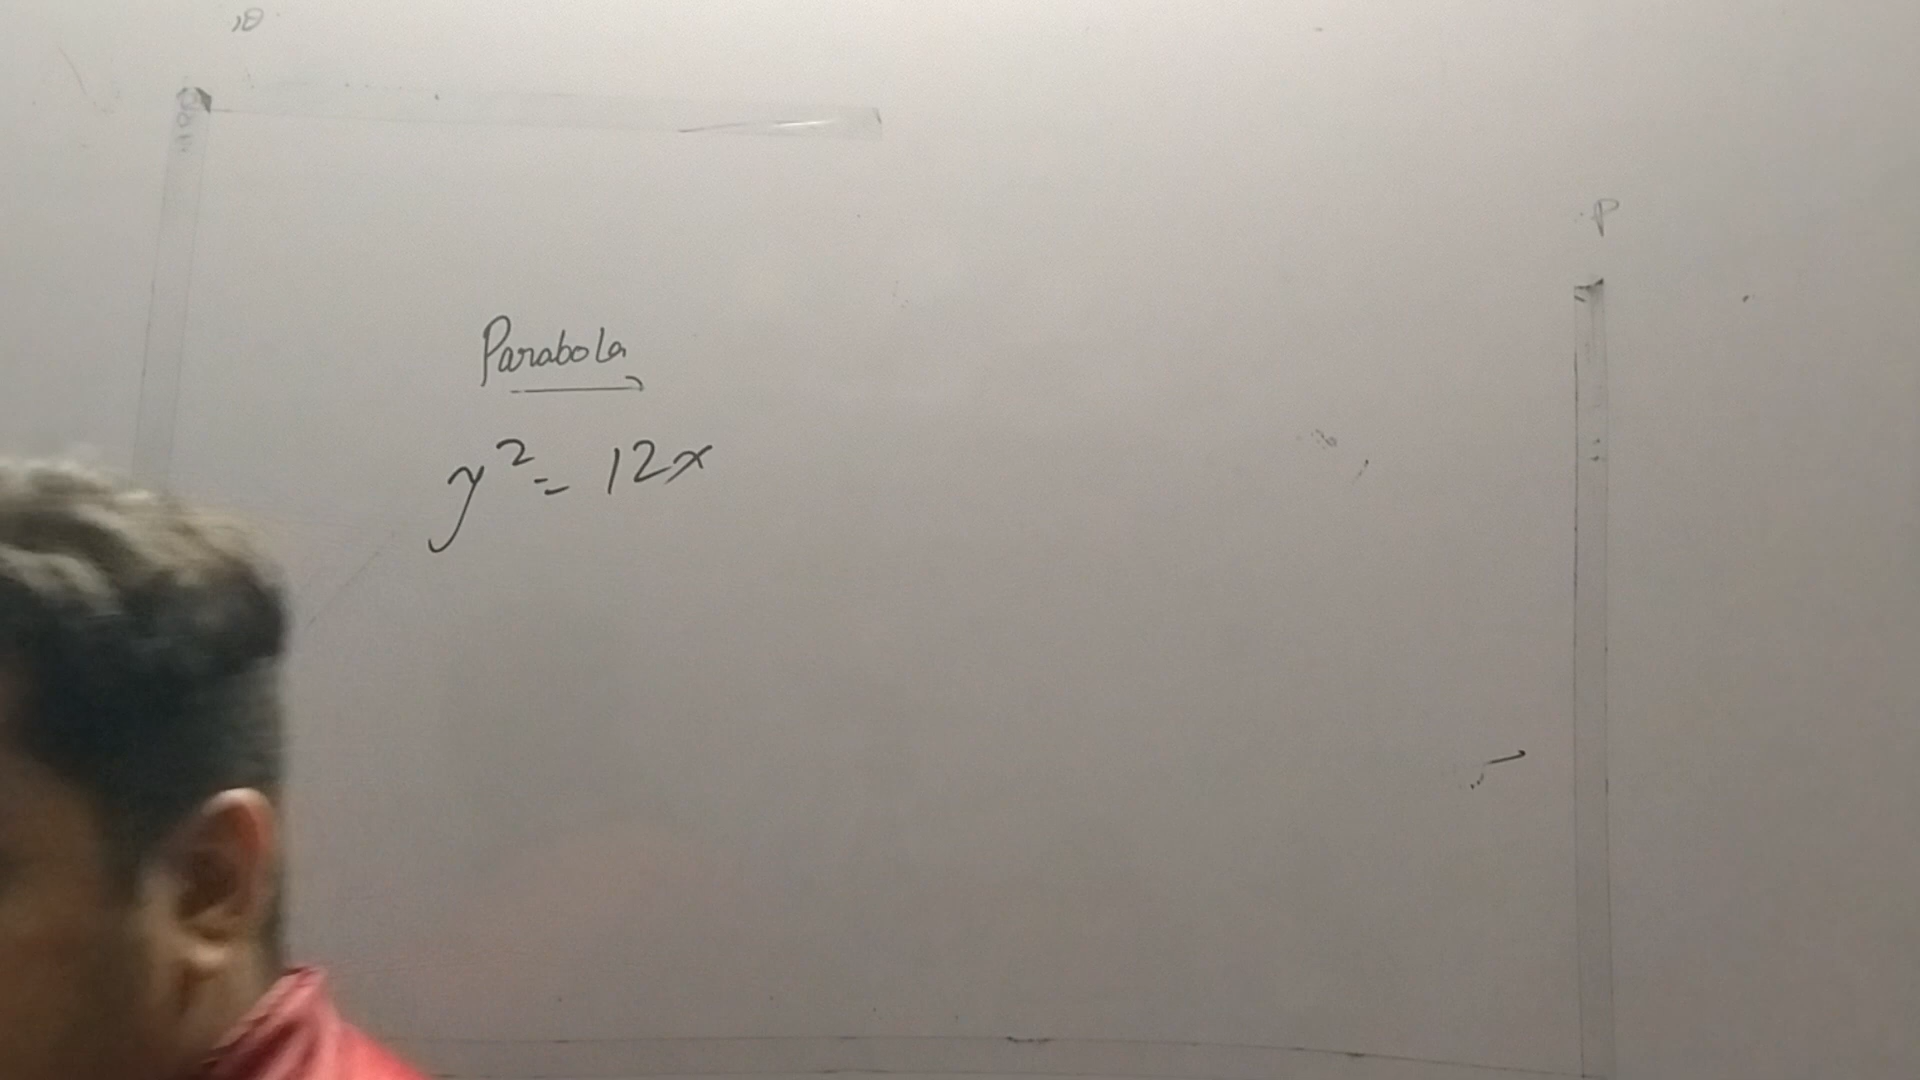 Parabola
y² = 12x
P